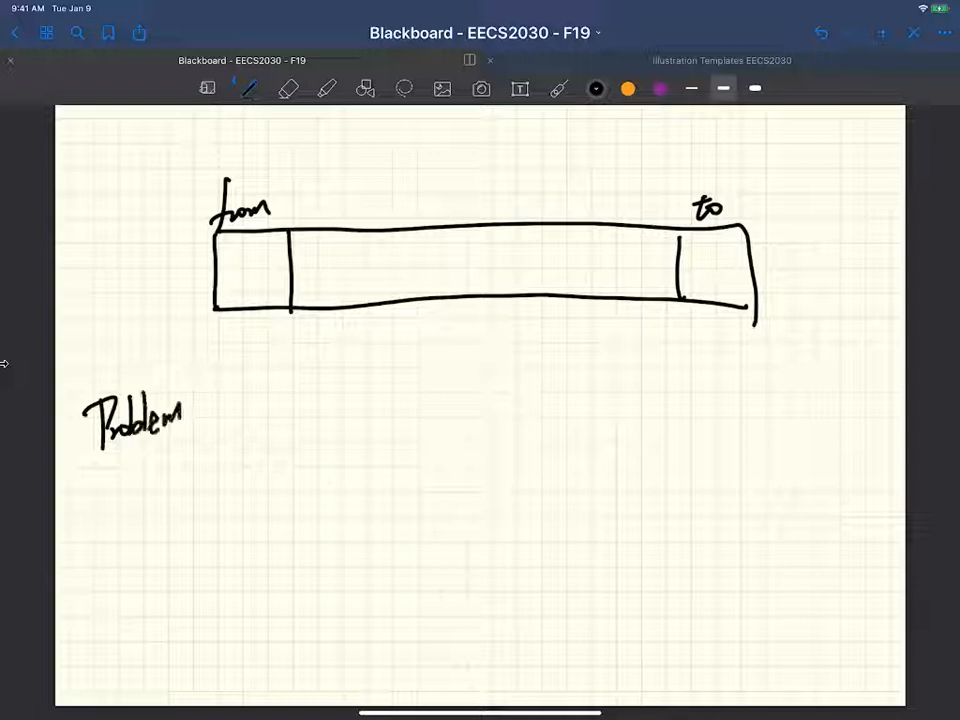 9:41 AM Tue Jan 9
Blackboard - EECS2030 - F19
Blackboard - EECS2030 - F19
Illustration Templates EECS2030
from
to
Problem